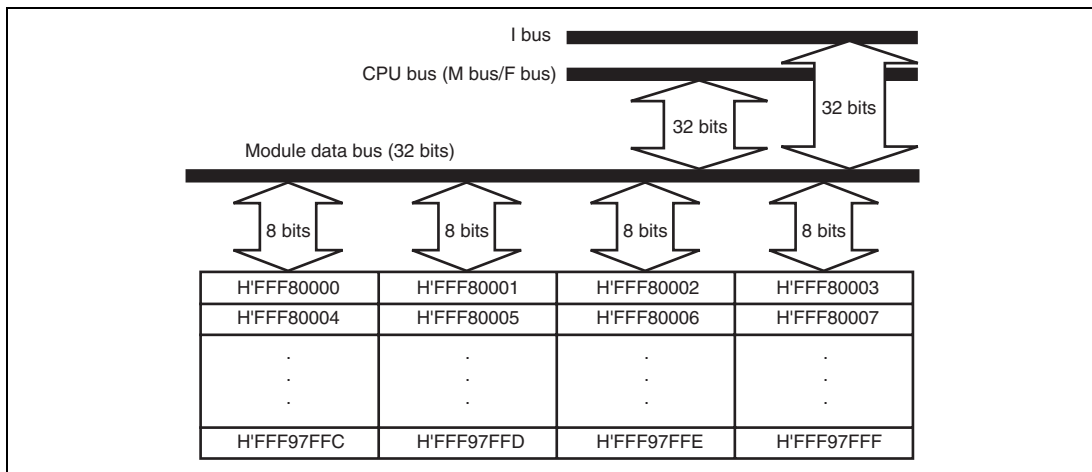 I bus
CPU bus (M bus/F bus)
32 bits
32 bits
Module data bus (32 bits)
8 bits
8 bits
8 bits
8 bits
H'FFF80000 H'FFF80001 H'FFF80002 H'FFF80003
H'FFF80004 H'FFF80005 H'FFF80006 H'FFF80007
. . . .
. . . .
. . . .
H'FFF97FFC H'FFF97FFD H'FFF97FFE H'FFF97FFF